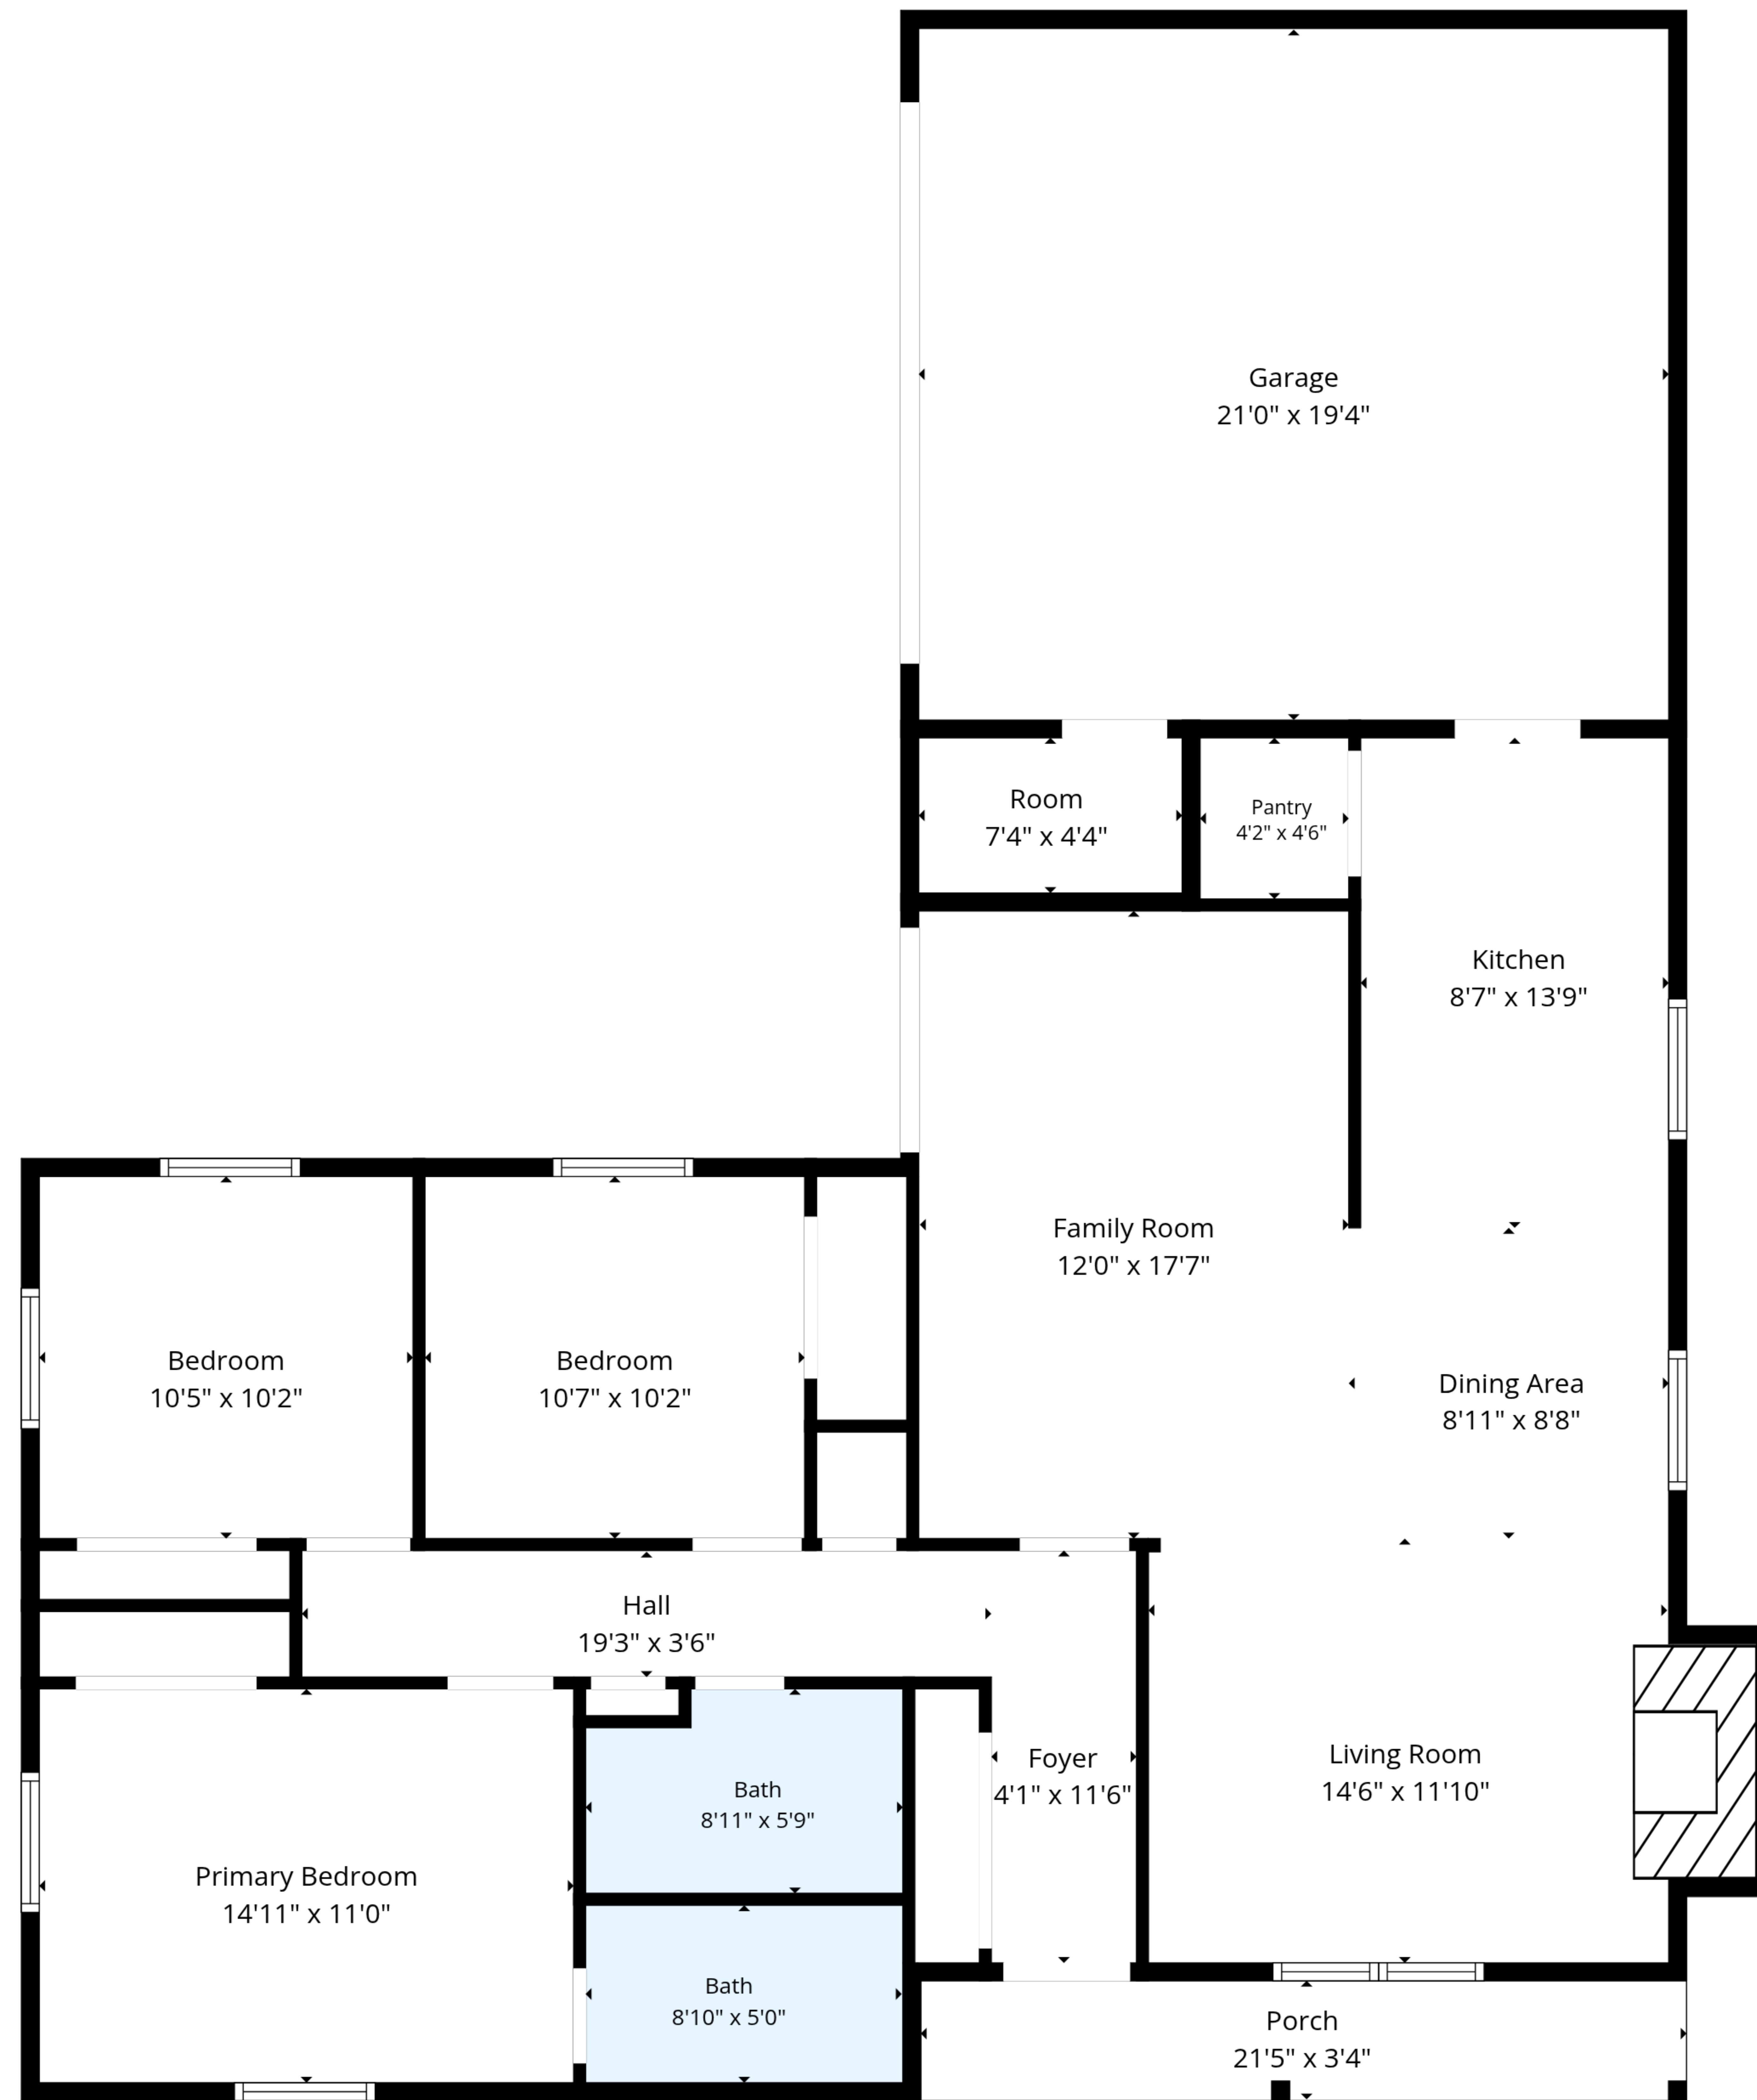 Garage
21'0" x 19'4"
Room
7'4" x 4'4"
Pantry
4'2" x 4'6"
Kitchen
8'7" x 13'9"
Family Room
12'0" x 17'7"
Bedroom
10'5" x 10'2"
Bedroom
10'7" x 10'2"
Dining Area
8'11" x 8'8"
Hall
19'3" x 3'6"
Foyer
4'1" x 11'6"
Living Room
14'6" x 11'10"
Bath
8'11" x 5'9"
Primary Bedroom
14'11" x 11'0"
Bath
8'10" x 5'0"
Porch
21'5" x 3'4"